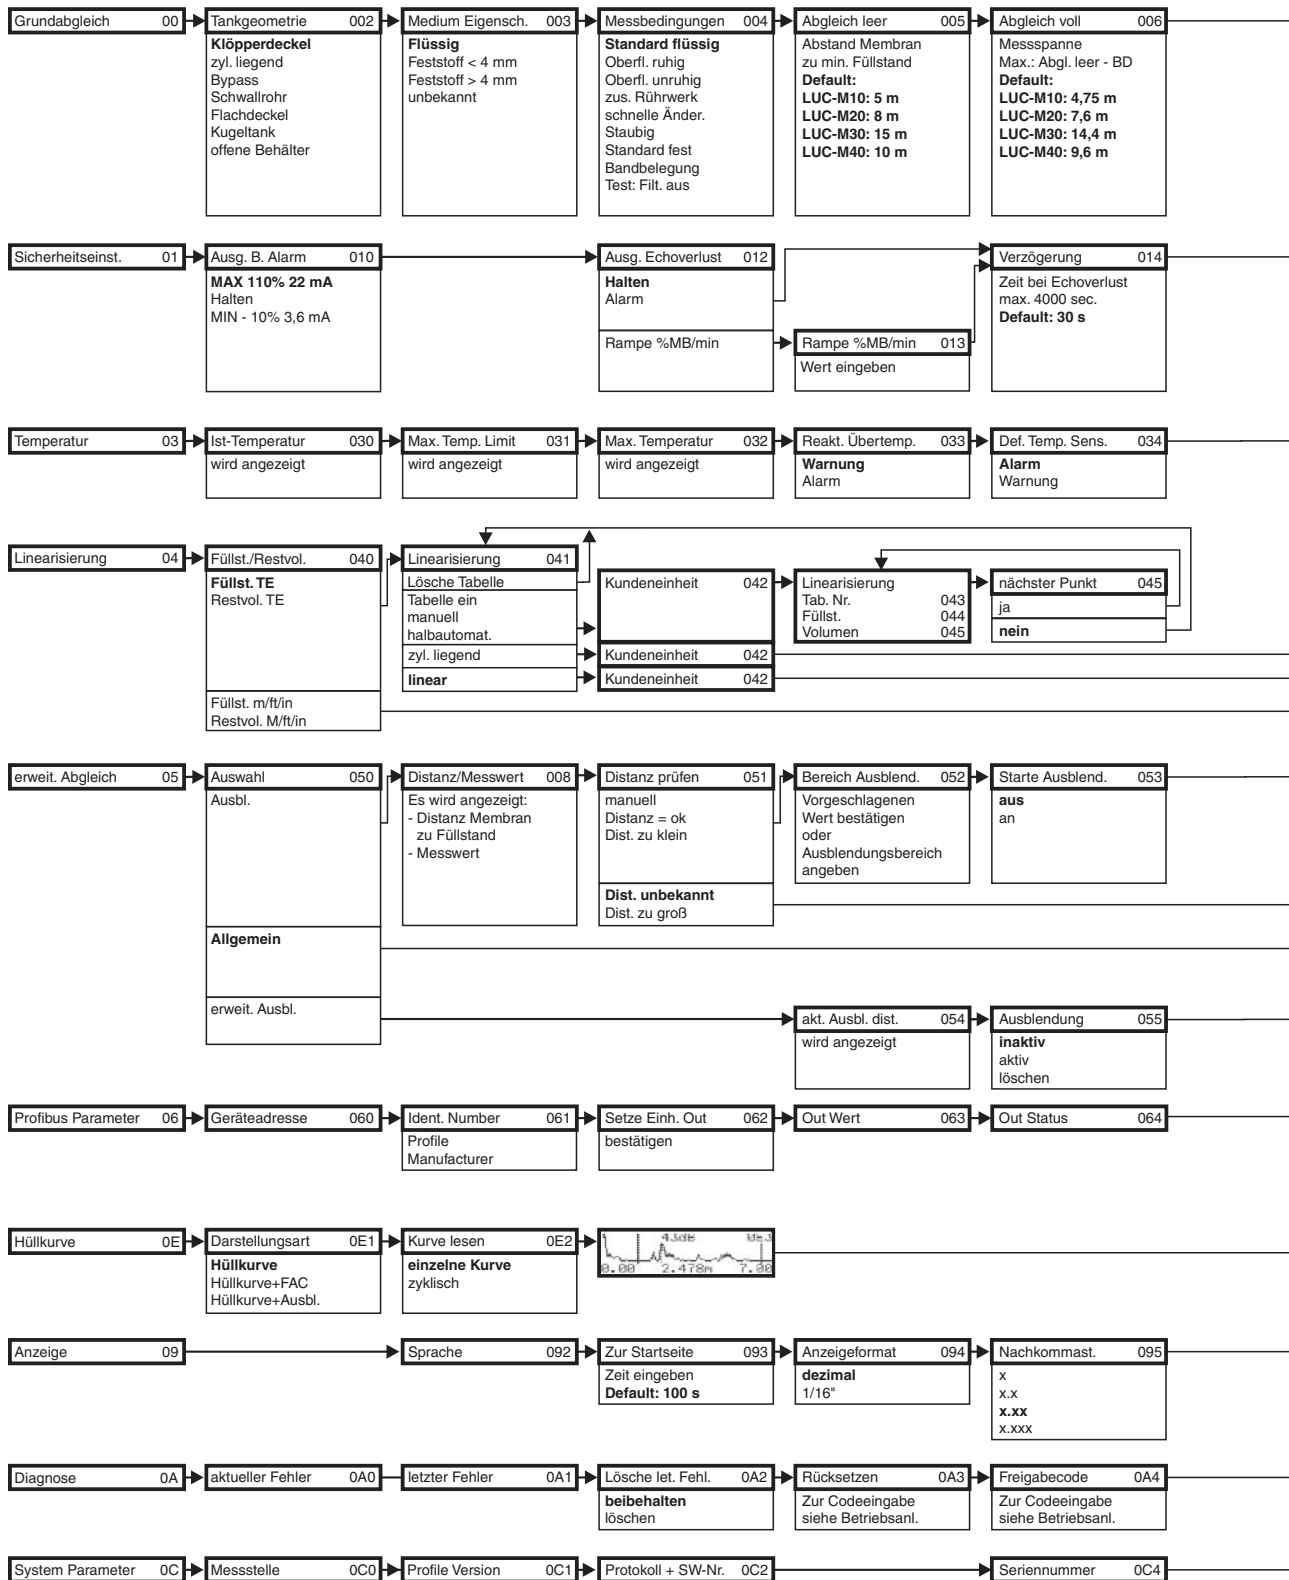 Grundabgleich 00
Tankgeometrie 002
Klöpperdeckel
zyl. liegend
Bypass
Schwallrohr
Flachdeckel
Kugeltank
offene Behälter
Medium Eigensch. 003
Flüssig
Feststoff < 4 mm
Feststoff > 4 mm
unbekannt
Messbedingungen 004
Standard flüssig
Oberfl. ruhig
Oberfl. unruhig
zus. Rührwerk
schnelle Änder.
Staubig
Standard fest
Bandbelegung
Test: Filt. aus
Abgleich leer 005
Abstand Membran
zu min. Füllstand
Default:
LUC-M10: 5 m
LUC-M20: 8 m
LUC-M30: 15 m
LUC-M40: 10 m
Abgleich voll 006
Messspanne
Max.: Abgl. leer - BD
Default:
LUC-M10: 4,75 m
LUC-M20: 7,6 m
LUC-M30: 14,4 m
LUC-M40: 9,6 m
Sicherheitseinst. 01
Ausg. B. Alarm 010
MAX 110% 22 mA
Halten
MIN - 10% 3,6 mA
Ausg. Echoverlust 012
Halten
Alarm
Rampe %MB/min
Rampe %MB/min 013
Wert eingeben
Verzögerung 014
Zeit bei Echoverlust
max. 4000 sec.
Default: 30 s
Temperatur 03
Ist-Temperatur 030
wird angezeigt
Max. Temp. Limit 031
wird angezeigt
Max. Temperatur 032
wird angezeigt
Reakt. Übertemp. 033
Warnung
Alarm
Def. Temp. Sens. 034
Alarm
Warnung
Linearisierung 04
Füllst./Restvol. 040
Füllst. TE
Restvol. TE
Füllst. m/ft/in
Restvol. M/ft/in
Linearisierung 041
Lösche Tabelle
Tabelle ein
manuell
halbautomat.
zyl. liegend
linear
Kundeneinheit 042
Kundeneinheit 042
Kundeneinheit 042
Linearisierung
Tab. Nr. 043
Füllst. 044
Volumen 045
nächster Punkt 045
ja
nein
erweit. Abgleich 05
Auswahl 050
Ausbl.
Allgemein
erweit. Ausbl.
Distanz/Messwert 008
Es wird angezeigt:
- Distanz Membran
zu Füllstand
- Messwert
Distanz prüfen 051
manuell
Distanz = ok
Dist. zu klein
Dist. unbekannt
Dist. zu groß
Bereich Ausblend. 052
Vorgeschlagenen
Wert bestätigen
oder
Ausblendungsbereich
angeben
Starte Ausblend. 053
aus
an
akt. Ausbl. dist. 054
wird angezeigt
Ausblendung 055
inaktiv
aktiv
löschen
Profibus Parameter 06
Geräteadresse 060
Ident. Number 061
Profile
Manufacturer
Setze Einh. Out 062
bestätigen
Out Wert 063
Out Status 064
Hüllkurve 0E
Darstellungsart 0E1
Hüllkurve
Hüllkurve+FAC
Hüllkurve+Ausbl.
Kurve lesen 0E2
einzelne Kurve
zyklisch
43dB 0E3
0.00 2.478m 7.00
Anzeige 09
Sprache 092
Zur Startseite 093
Zeit eingeben
Default: 100 s
Anzeigeformat 094
dezimal
1/16"
Nachkommast. 095
x
x.x
x.xx
x.xxx
Diagnose 0A
aktueller Fehler 0A0
letzter Fehler 0A1
Lösche let. Fehl. 0A2
beibehalten
löschen
Rücksetzen 0A3
Zur Codeeingabe
siehe Betriebsanl.
Freigabecode 0A4
Zur Codeeingabe
siehe Betriebsanl.
System Parameter 0C
Messstelle 0C0
Profile Version 0C1
Protokoll + SW-Nr. 0C2
Seriennummer 0C4